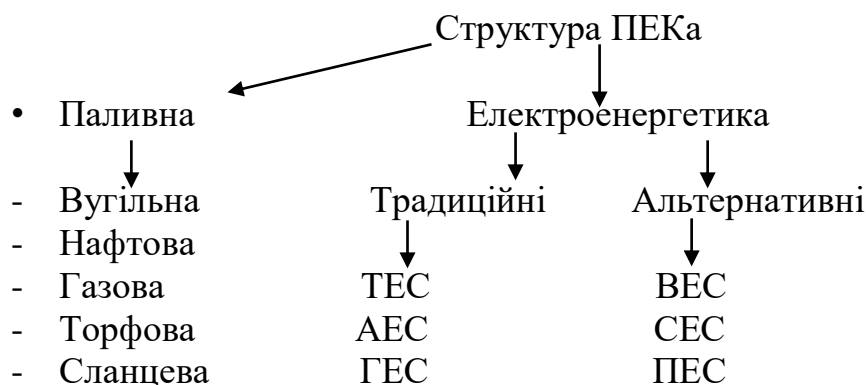 Структура ПЕКа
• Паливна Електроенергетика
- Вугільна Традиційні Альтернативні
- Нафтова
- Газова ТЕС ВЕС
- Торфова АЕС СЕС
- Сланцева ГЕС ПЕС